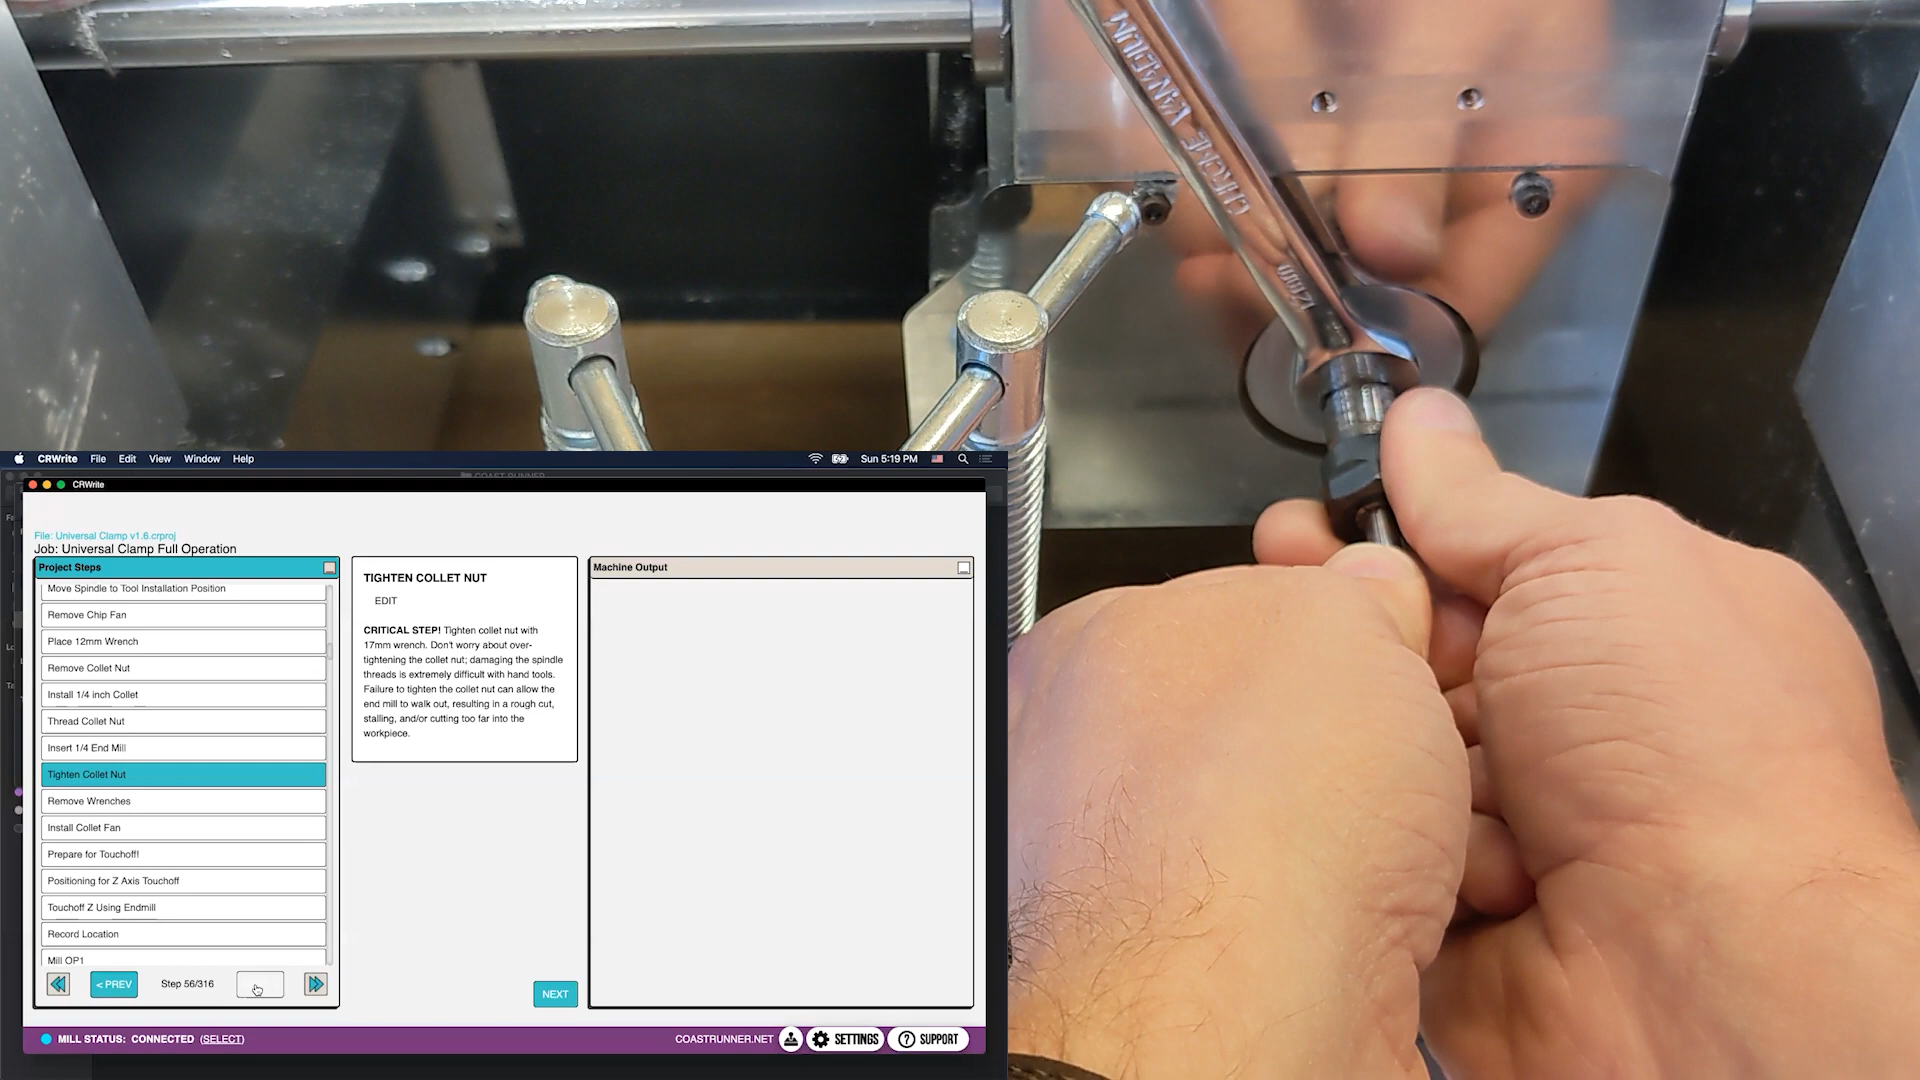 CHROME VANADIUM
12MM
CRWrite File Edit View Window Help
Sun 5:19 PM
COAST RUNNER
CRWrite
File: Universal Clamp v1.6.crproj
Job: Universal Clamp Full Operation
Project Steps
Move Spindle to Tool Installation Position
Remove Chip Fan
Place 12mm Wrench
Remove Collet Nut
Install 1/4 inch Collet
Thread Collet Nut
Insert 1/4 End Mill
Tighten Collet Nut
Remove Wrenches
Install Collet Fan
Prepare for Touchoff!
Positioning for Z Axis Touchoff
Touchoff Z Using Endmill
Record Location
Mill OP1
< PREV
Step 56/316
TIGHTEN COLLET NUT
EDIT
CRITICAL STEP! Tighten collet nut with
17mm wrench. Don't worry about over-
tightening the collet nut; damaging the spindle
threads is extremely difficult with hand tools.
Failure to tighten the collet nut can allow the
end mill to walk out, resulting in a rough cut,
stalling, and/or cutting too far into the
workpiece.
NEXT
Machine Output
MILL STATUS: CONNECTED (SELECT)
COASTRUNNER.NET
SETTINGS
SUPPORT